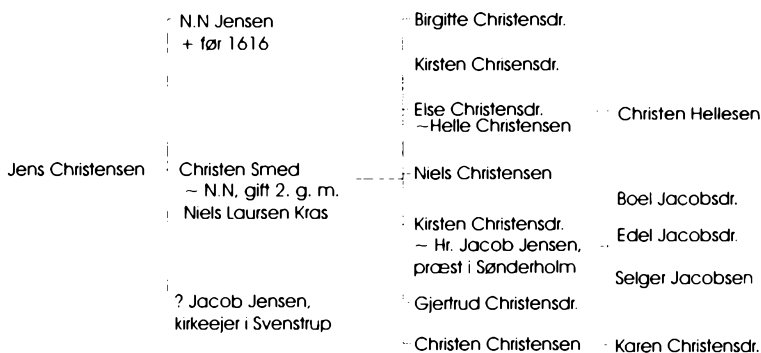 Jens Christensen
N.N Jensen
+ før 1616
Christen Smed
~ N.N, gift 2. g. m.
Niels Laursen Kras
? Jacob Jensen,
kirkeejer i Svenstrup
Birgitte Christensdr.
Kirsten Chrisensdr.
Else Christensdr.
~Helle Christensen
Niels Christensen
Kirsten Christensdr.
~ Hr. Jacob Jensen,
præst i Sønderholm
Gjertrud Christensdr.
Christen Christensen
Christen Hellesen
Boel Jacobsdr.
Edel Jacobsdr.
Selger Jacobsen
Karen Christensdr.